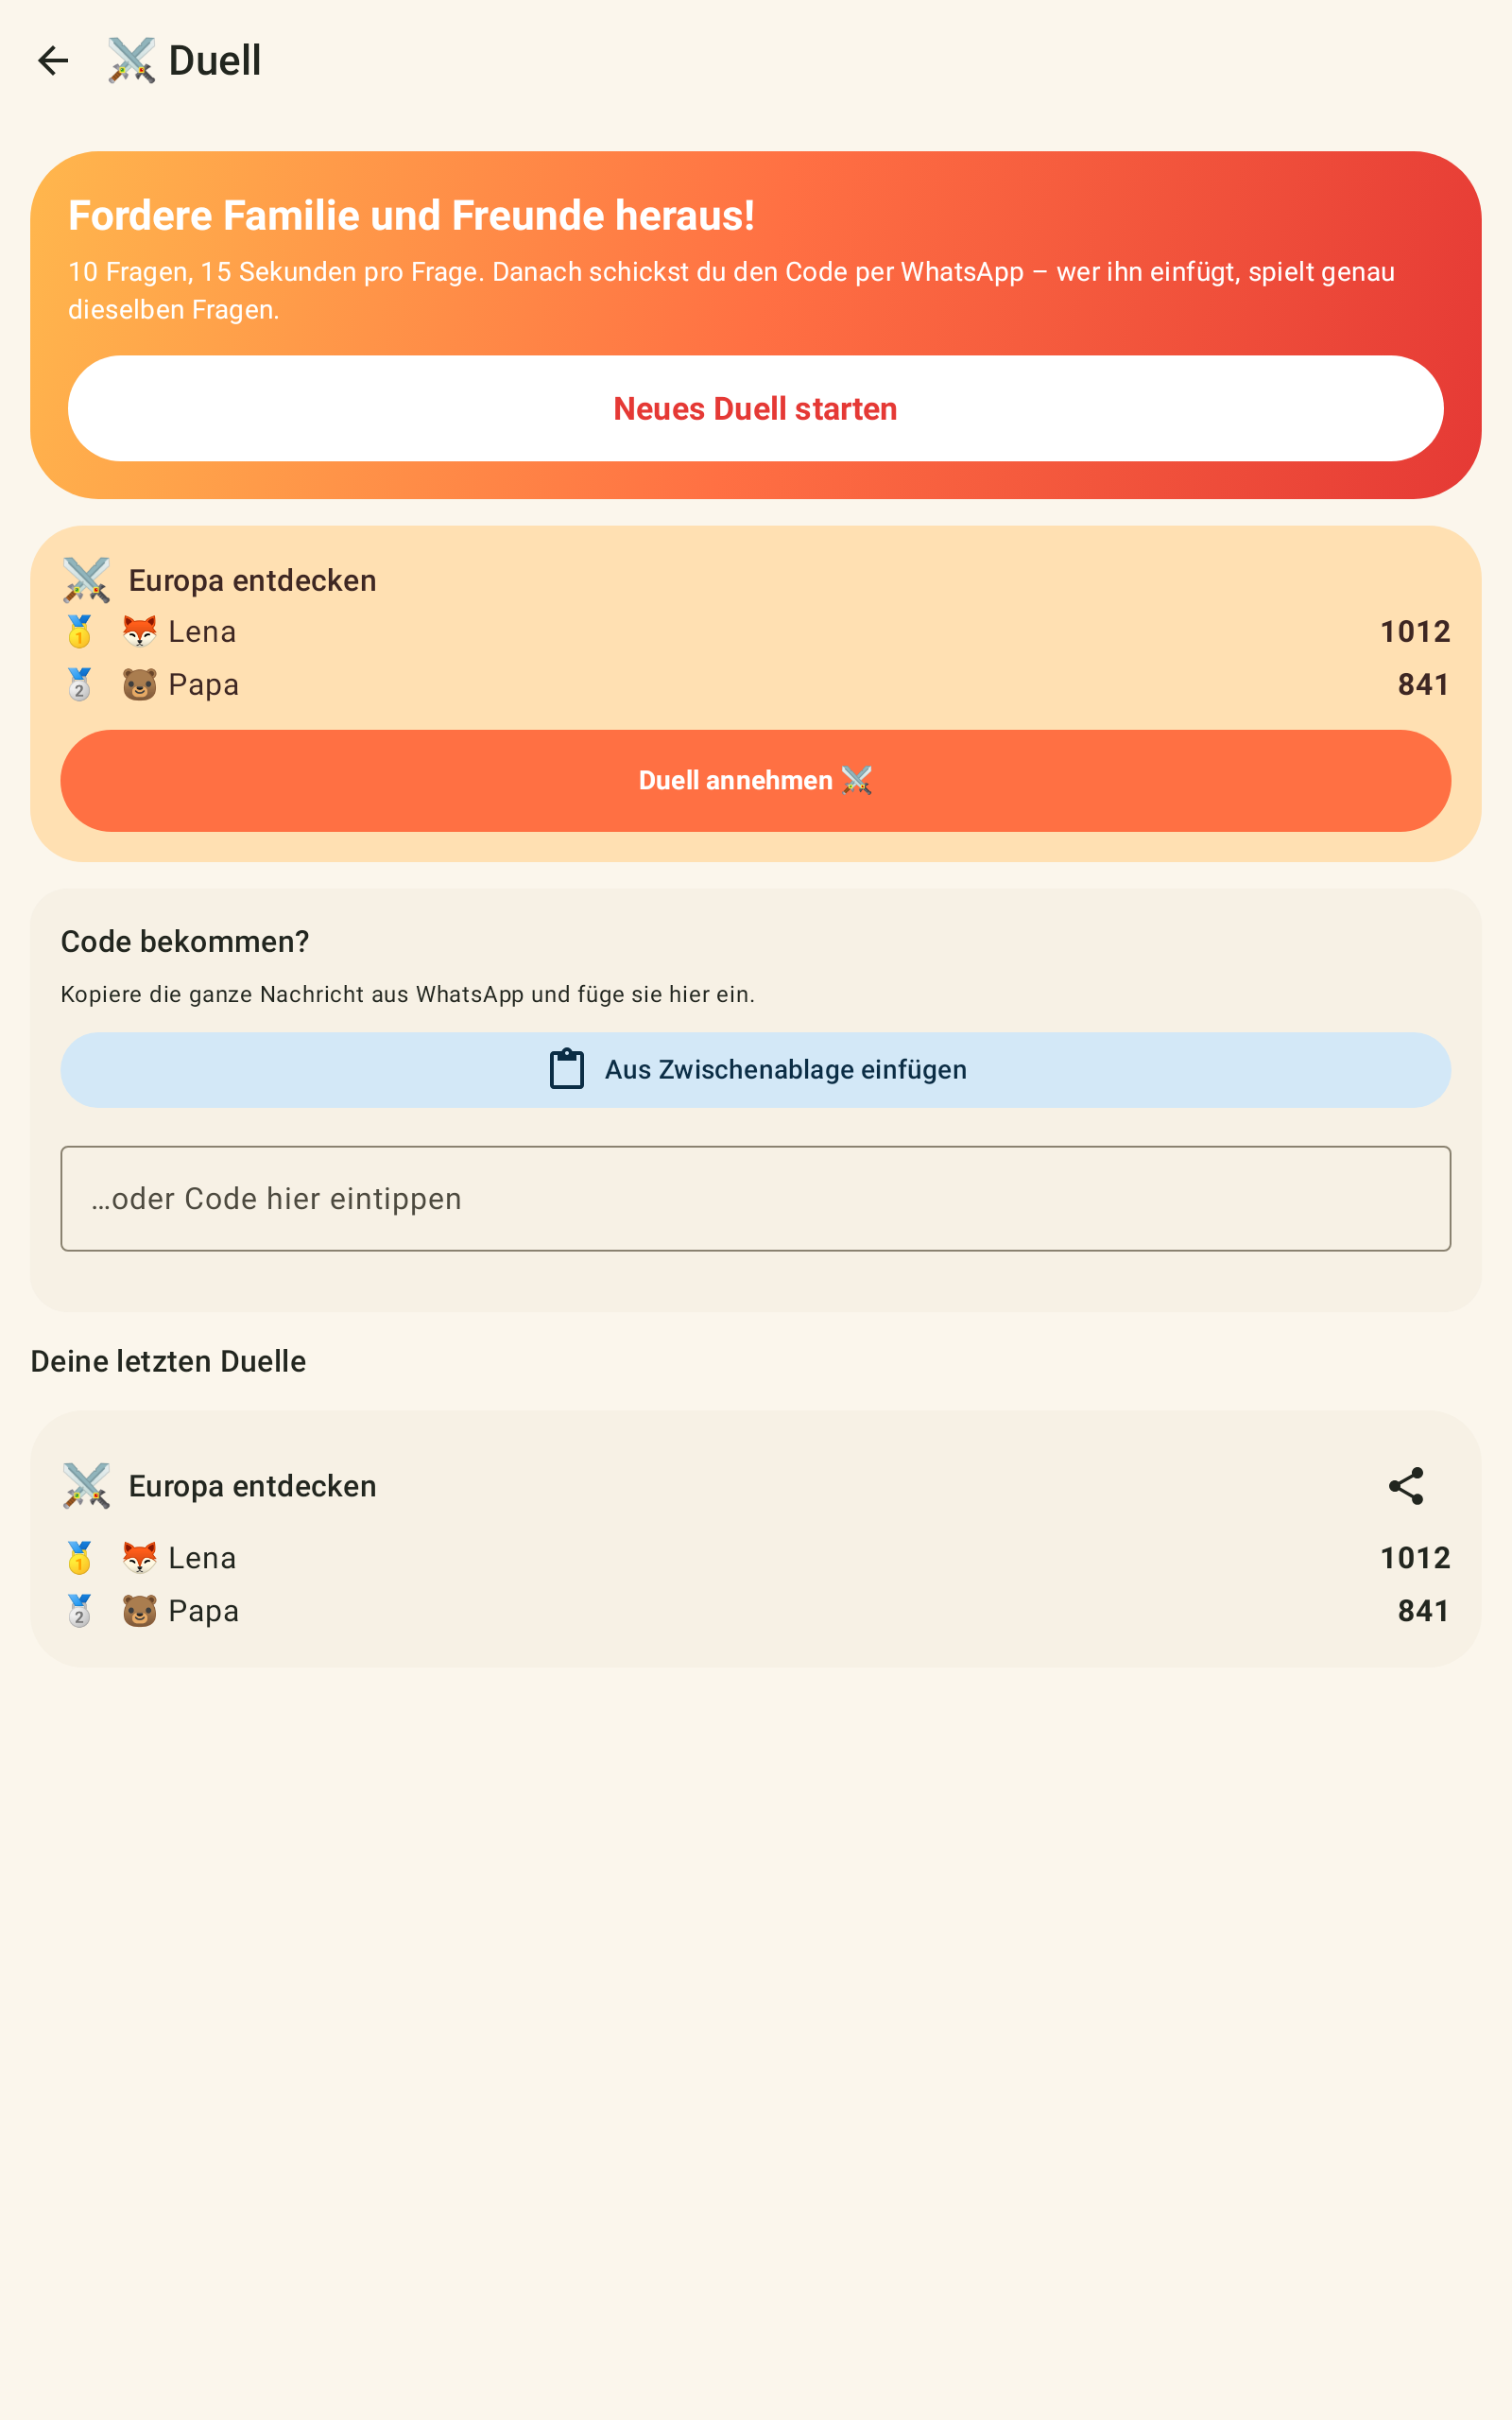 ⚔️ Duell
Fordere Familie und Freunde heraus!
10 Fragen, 15 Sekunden pro Frage. Danach schickst du den Code per WhatsApp – wer ihn einfügt, spielt genau
dieselben Fragen.
Neues Duell starten
⚔️ Europa entdecken
🥇 🦊 Lena 1012
🥈 🐻 Papa 841
Duell annehmen ⚔️
Code bekommen?
Kopiere die ganze Nachricht aus WhatsApp und füge sie hier ein.
Aus Zwischenablage einfügen
…oder Code hier eintippen
Deine letzten Duelle
⚔️ Europa entdecken
🥇 🦊 Lena 1012
🥈 🐻 Papa 841